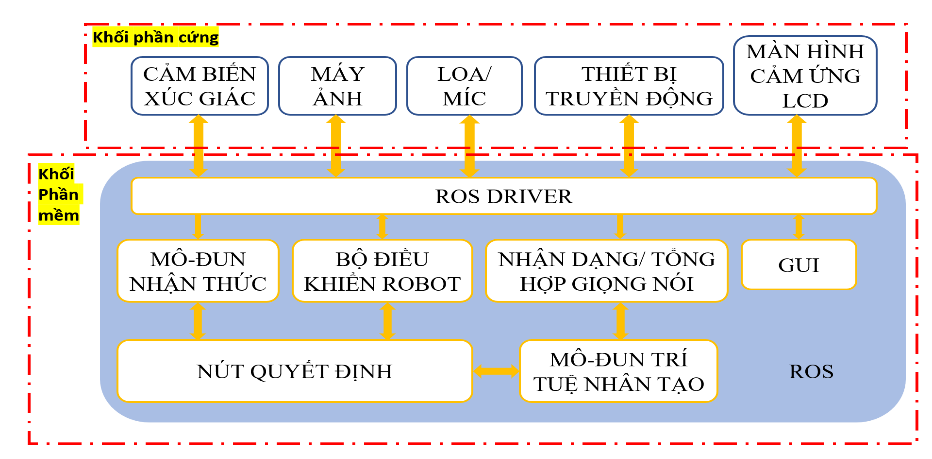 Khối phần cứng
CẢM BIẾN
XÚC GIÁC
MÁY
ẢNH
LOA/
MÍC
THIẾT BỊ
TRUYỀN ĐỘNG
MÀN HÌNH
CẢM ỨNG
LCD
Khối
Phần
mềm
ROS DRIVER
MÔ-ĐUN
NHẬN THỨC
BỘ ĐIỀU
KHIỂN ROBOT
NHẬN DẠNG/ TỔNG
HỢP GIỌNG NÓI
GUI
NÚT QUYẾT ĐỊNH
MÔ-ĐUN TRÍ
TUỆ NHÂN TẠO
ROS